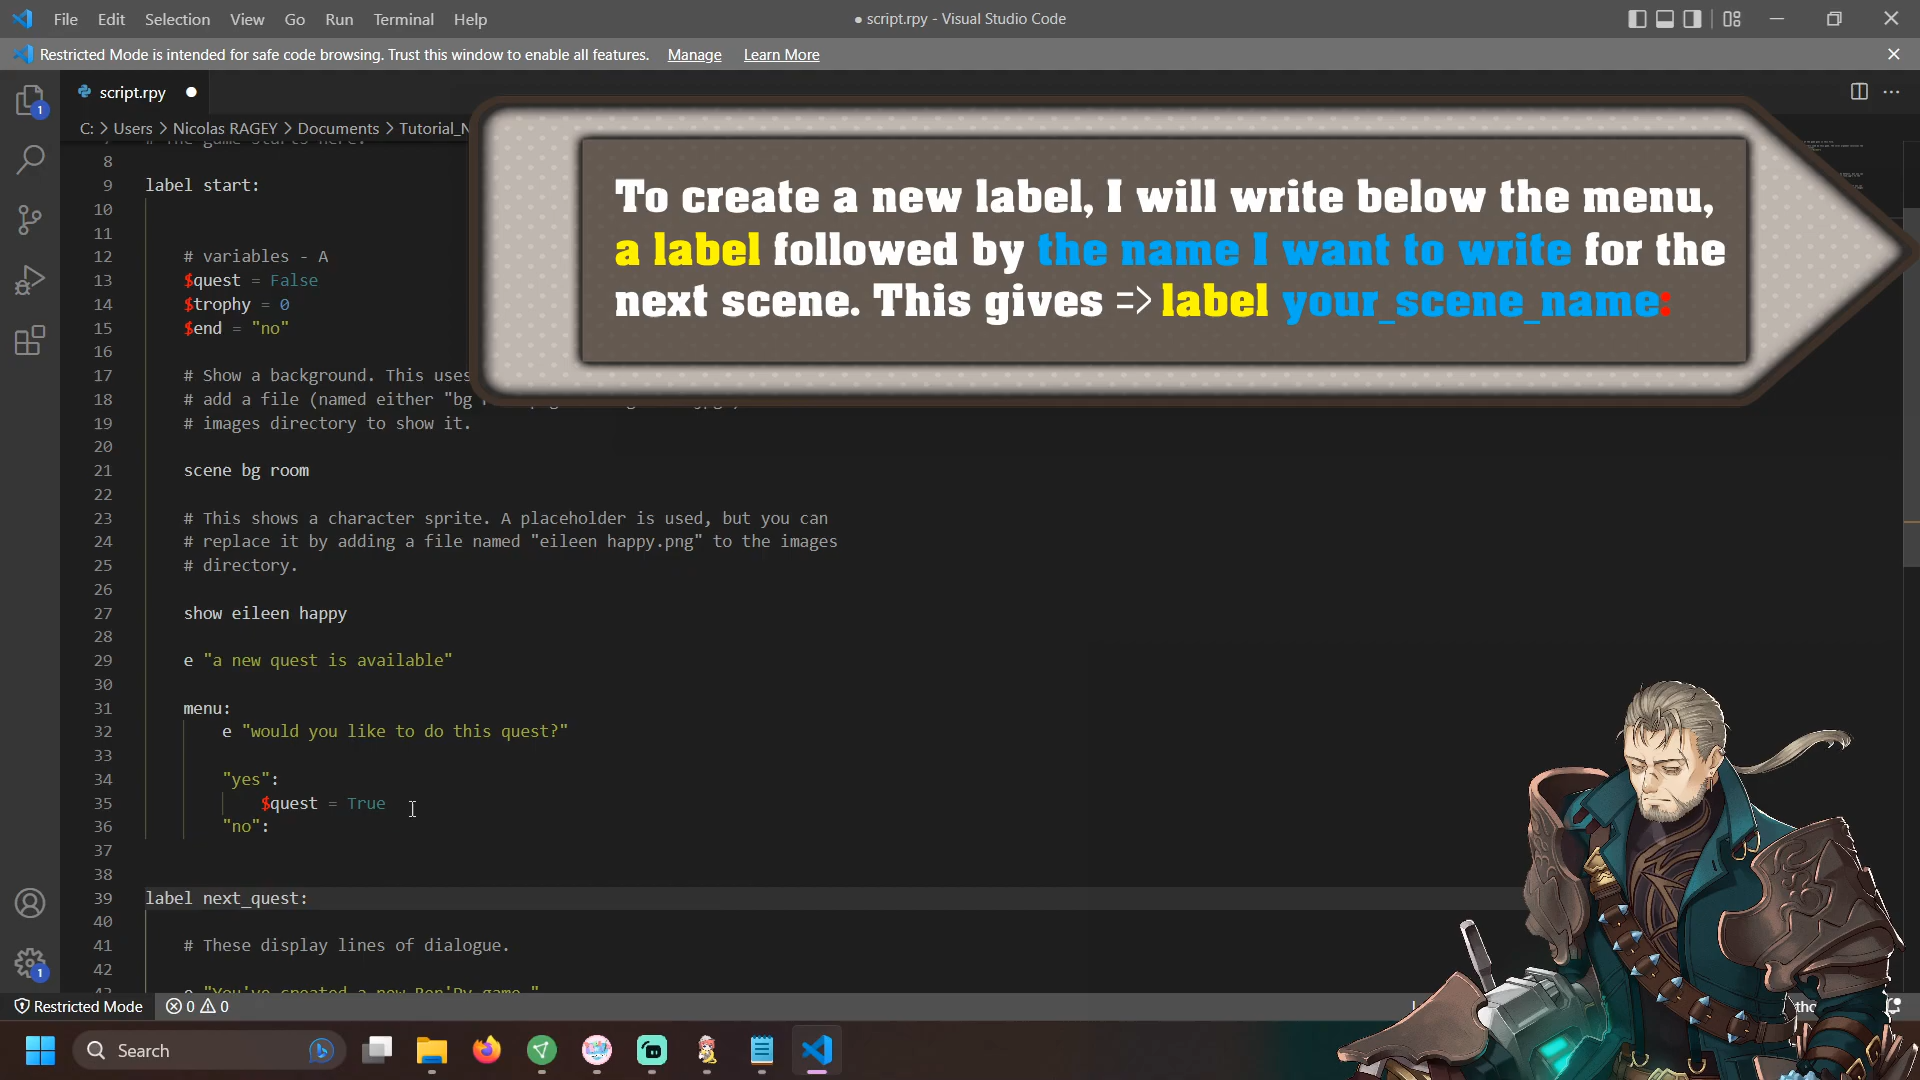 File Edit Selection View Go Run Terminal Help
● script.rpy - Visual Studio Code
Restricted Mode is intended for safe code browsing. Trust this window to enable all features. Manage Learn More
script.rpy
C: > Users > Nicolas RAGEY > Documents >
To create a new label, I will write below the menu,
a label followed by the name I want to write for the
next scene. This gives => label your_scene_name:
8
9 label start:
10
11
12 # variables - A
13 $quest = False
14 $trophy = 0
15 $end = "no"
16
17 # Show a background. This uses
18 # add a file (named either "bg
19 # images directory to show it.
20
21 scene bg room
22
23 # This shows a character sprite. A placeholder is used, but you can
24 # replace it by adding a file named "eileen happy.png" to the images
25 # directory.
26
27 show eileen happy
28
29 e "a new quest is available"
30
31 menu:
32 e "would you like to do this quest?"
33
34 "yes":
35 $quest = True
36 "no":
37
38
39 label next_quest:
40
41 # These display lines of dialogue.
42
e "You've created a new Ren'Py game."
1
1
Restricted Mode 0 0
Search